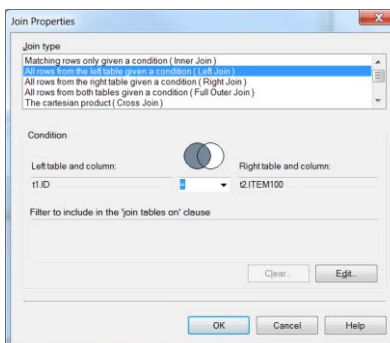 Join Properties
Join type
Matching rows only given a condition ( Inner Join )
All rows from the left table given a condition ( Left Join )
All rows from the right table given a condition ( Right Join )
All rows from both tables given a condition ( Full Outer Join )
The cartesian product ( Cross Join )
Condition
Left table and column:
Right table and column:
t1.ID
=
t2.ITEM100
Filter to include in the 'join tables on' clause
Clear...
Edit...
OK
Cancel
Help